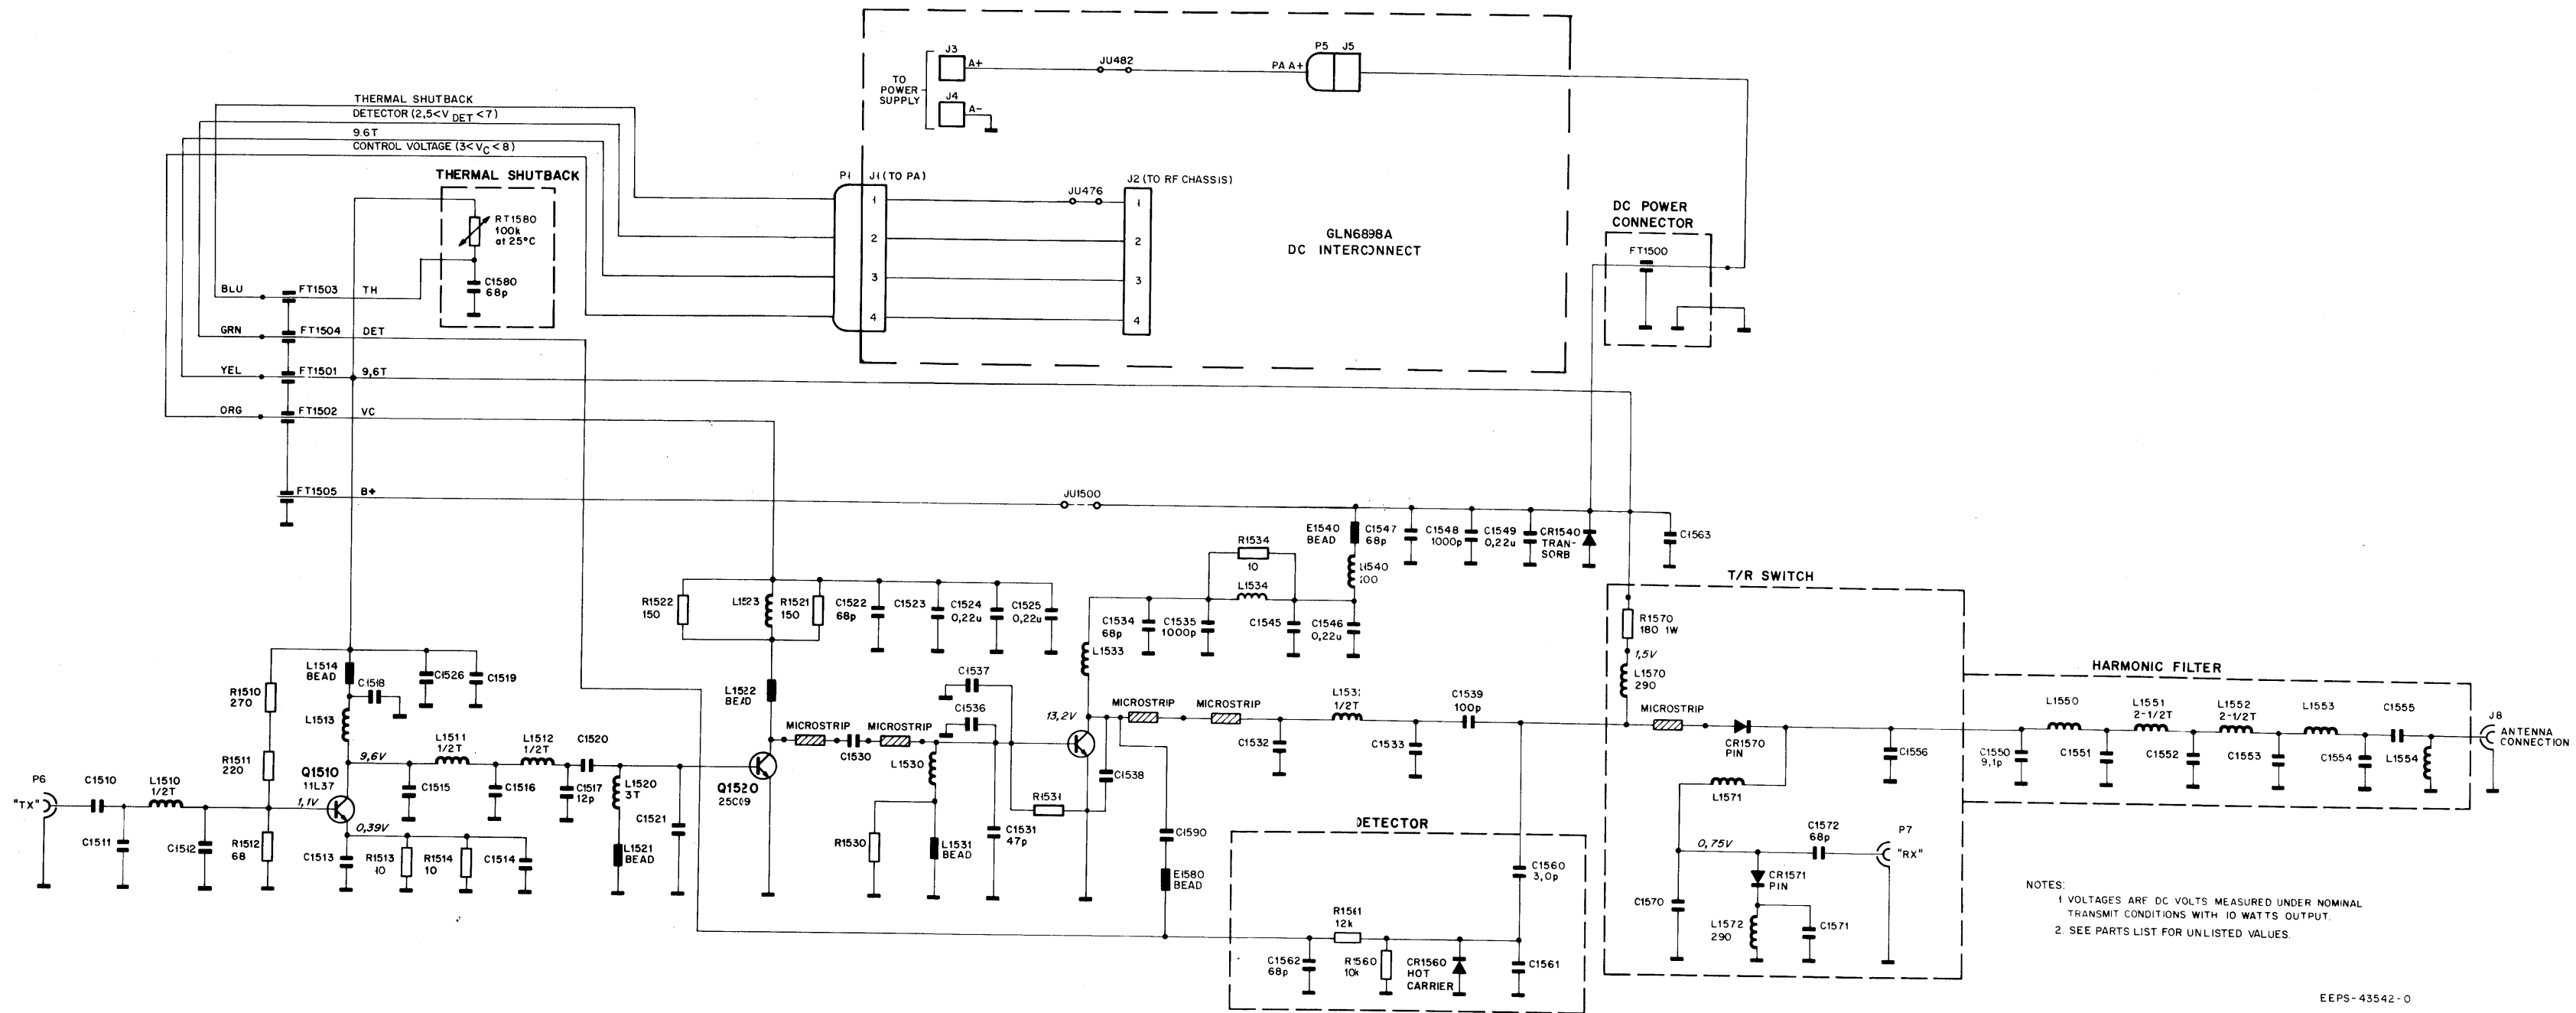 J3
A+
TO
POWER
SUPPLY
J4
A-
JU482
PA A+
P5
J5
THERMAL SHUTBACK
DETECTOR (2,5<V DET <7)
9.6T
CONTROL VOLTAGE (3<VC<8)
THERMAL SHUTBACK
RT1580
100k
at 25°C
C1580
68p
P1
J1 (TO PA)
1
2
3
4
JU476
J2 (TO RF CHASSIS)
1
2
3
4
GLN6898A
DC INTERCONNECT
DC POWER
CONNECTOR
FT1500
BLU
FT1503
TH
GRN
FT1504
DET
YEL
FT1501
9,6T
ORG
FT1502
VC
FT1505
B+
JU1500
E1540
BEAD
C1547
68p
C1548
1000p
C1549
0,22u
CR1540
TRAN-
SORB
C1563
R1534
10
L1534
L1540
C1534
68p
C1535
1000p
C1545
C1546
0,22u
L1533
R1522
150
L1523
R1521
150
C1522
68p
C1523
C1524
0,22u
C1525
0,22u
L1522
BEAD
L1514
BEAD
C1518
C1526
C1519
R1510
270
L1513
R1511
220
Q1510
11L37
9,6V
1,1V
0,39V
L1511
1/2T
L1512
1/2T
C1520
C1515
C1516
C1517
12p
L1520
3T
C1521
L1521
BEAD
P6
"TX"
C1510
L1510
1/2T
C1511
C1512
R1512
68
C1513
R1513
10
R1514
10
C1514
Q1520
25C09
MICROSTRIP
C1530
MICROSTRIP
L1530
C1537
C1536
13,2V
R1530
L1531
BEAD
C1531
47p
R1531
C1538
MICROSTRIP
MICROSTRIP
1/2T
C1532
C1533
C1539
100p
C1590
E1580
BEAD
DETECTOR
C1560
3,0p
R1561
12k
C1562
68p
R1560
10k
CR1560
HOT
CARRIER
C1561
T/R SWITCH
R1570
180 1W
1,5V
L1570
290
MICROSTRIP
CR1570
PIN
L1571
C1556
0,75V
C1572
68p
P7
"RX"
CR1571
PIN
C1570
L1572
290
C1571
HARMONIC FILTER
L1550
L1551
2-1/2T
L1552
2-1/2T
L1553
C1555
C1550
9,1p
C1551
C1552
C1553
C1554
L1554
J8
ANTENNA
CONNECTION
NOTES:
1 VOLTAGES ARE DC VOLTS MEASURED UNDER NOMINAL
TRANSMIT CONDITIONS WITH 10 WATTS OUTPUT.
2. SEE PARTS LIST FOR UNLISTED VALUES.
EEPS-43542-O